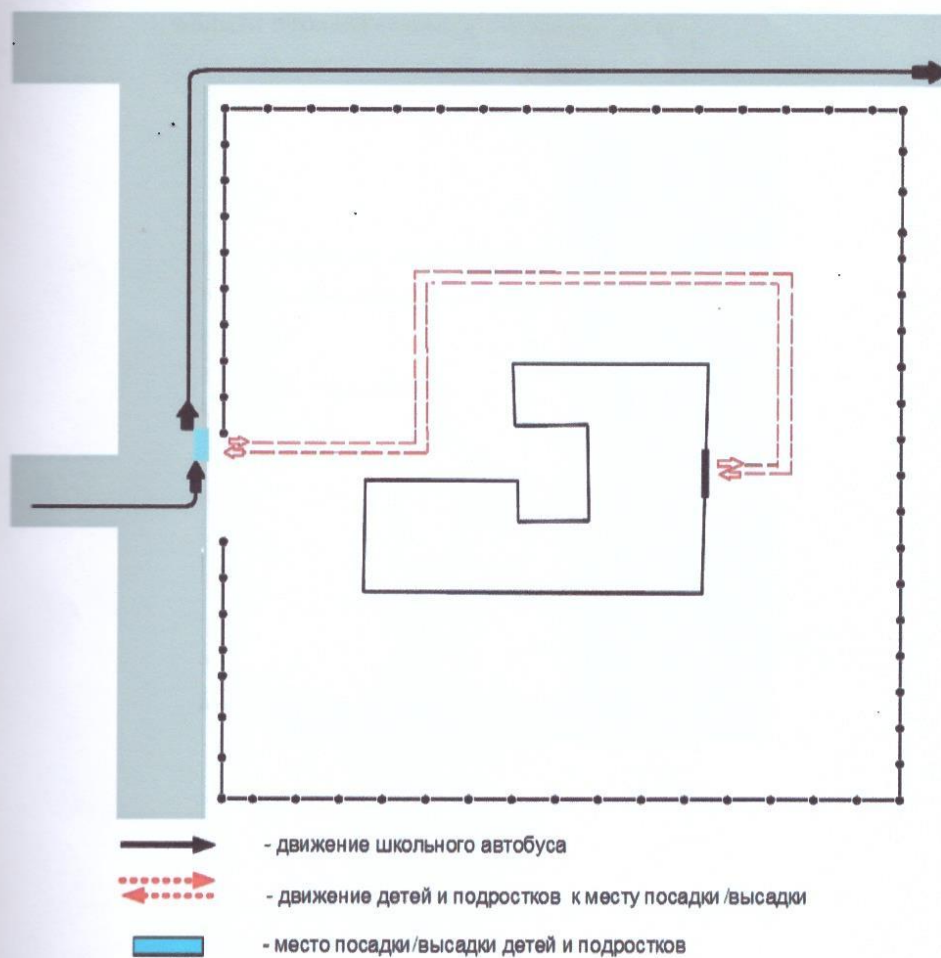 - движение школьного автобуса
- движение детей и подростков к месту посадки/высадки
- место посадки/высадки детей и подростков